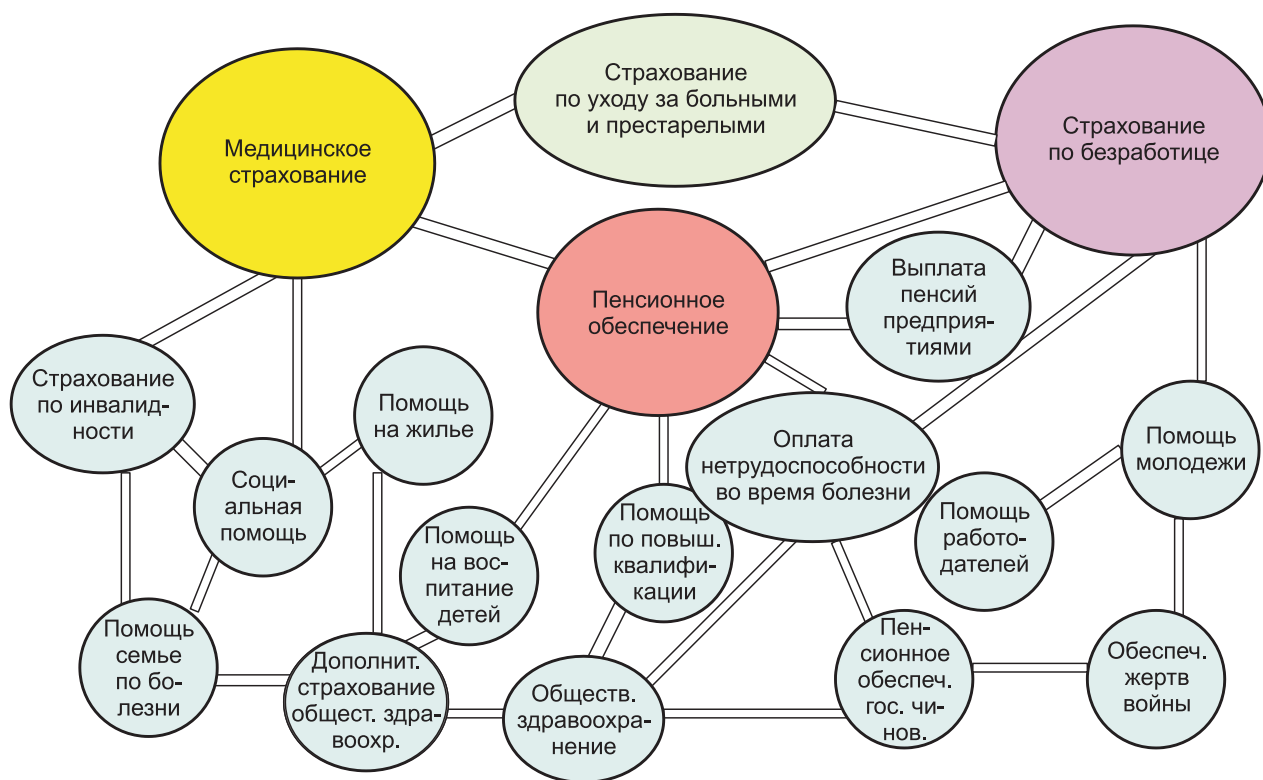 Страхование
по уходу за больными
и престарелыми
Медицинское
страхование
Страхование
по безработице
Пенсионное
обеспечение
Выплата
пенсий
предприя-
тиями
Страхование
по инвалид-
ности
Помощь
на жилье
Социа-
альная
помощь
Оплата
нетрудоспособности
во время болезни
Помощь
молодежи
Помощь
на вос-
питание
детей
Помощь
по повыш.
квалифи-
кации
Помощь
работо-
дателей
Помощь
семье
по бо-
лезни
Дополнит.
страхование
общест. здра-
воохр.
Обществ.
здравоохра-
нение
Пен-
сионное
обеспеч.
гос. чи-
нов.
Обеспеч.
жертв
войны